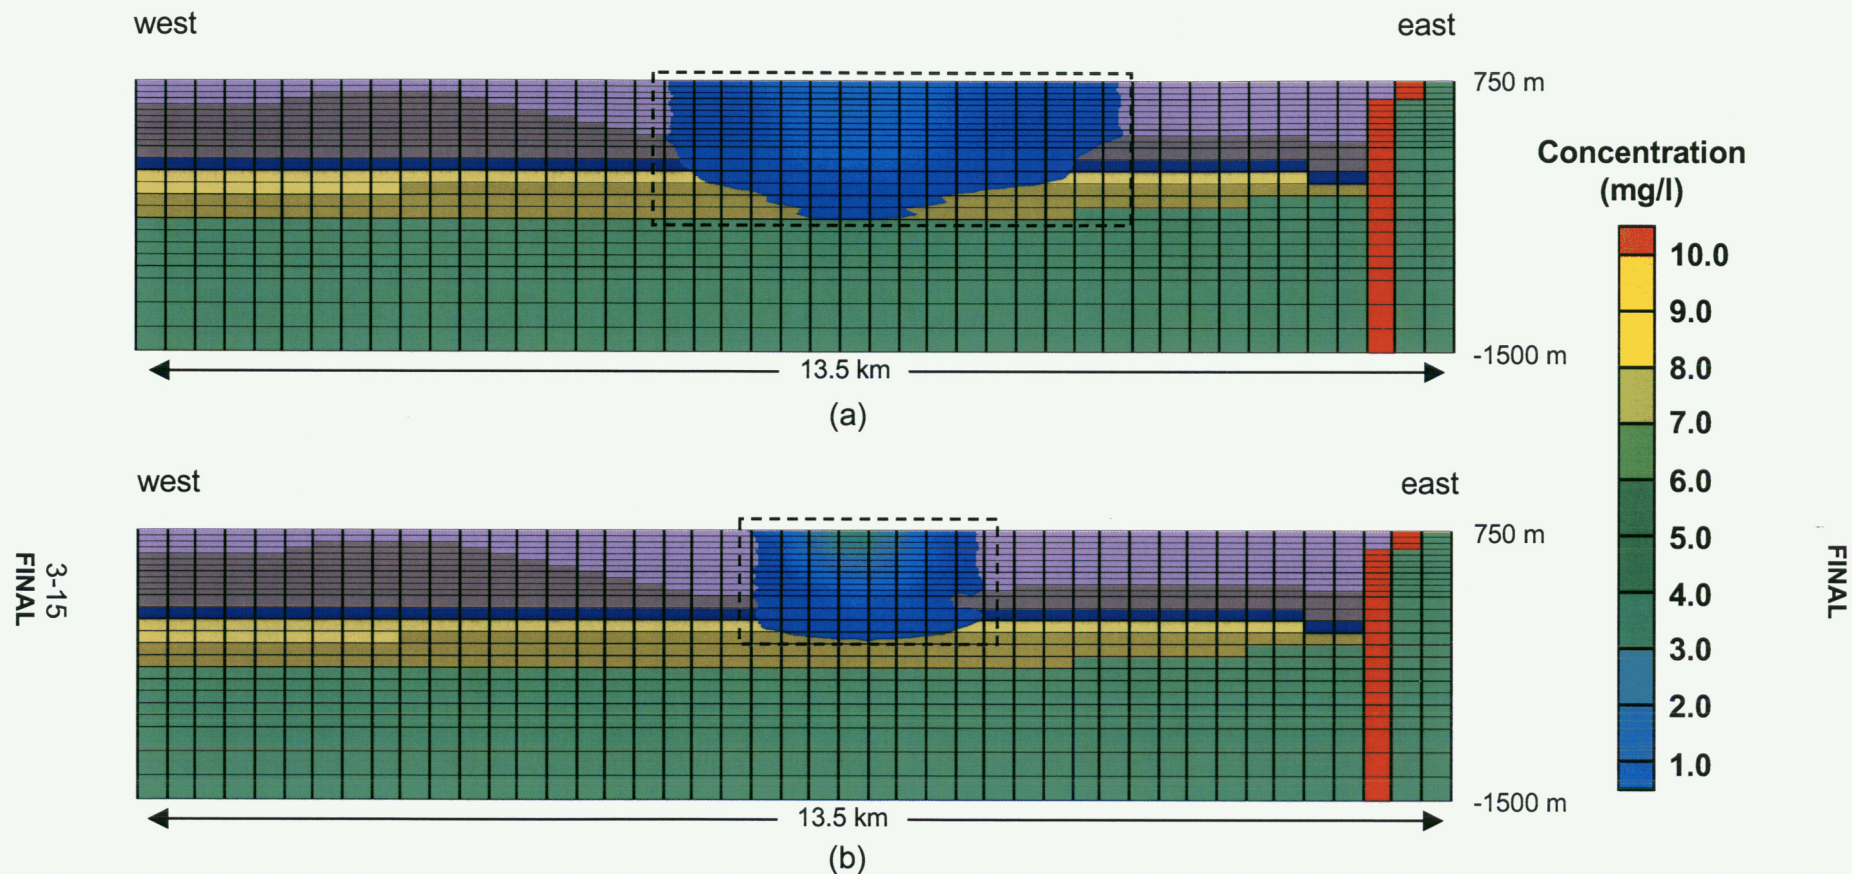 west
east
750 m
-1500 m
13.5 km
(a)
west
east
750 m
-1500 m
13.5 km
(b)
Concentration
(mg/l)
10.0
9.0
8.0
7.0
6.0
5.0
4.0
3.0
2.0
1.0
3-15
FINAL
FINAL